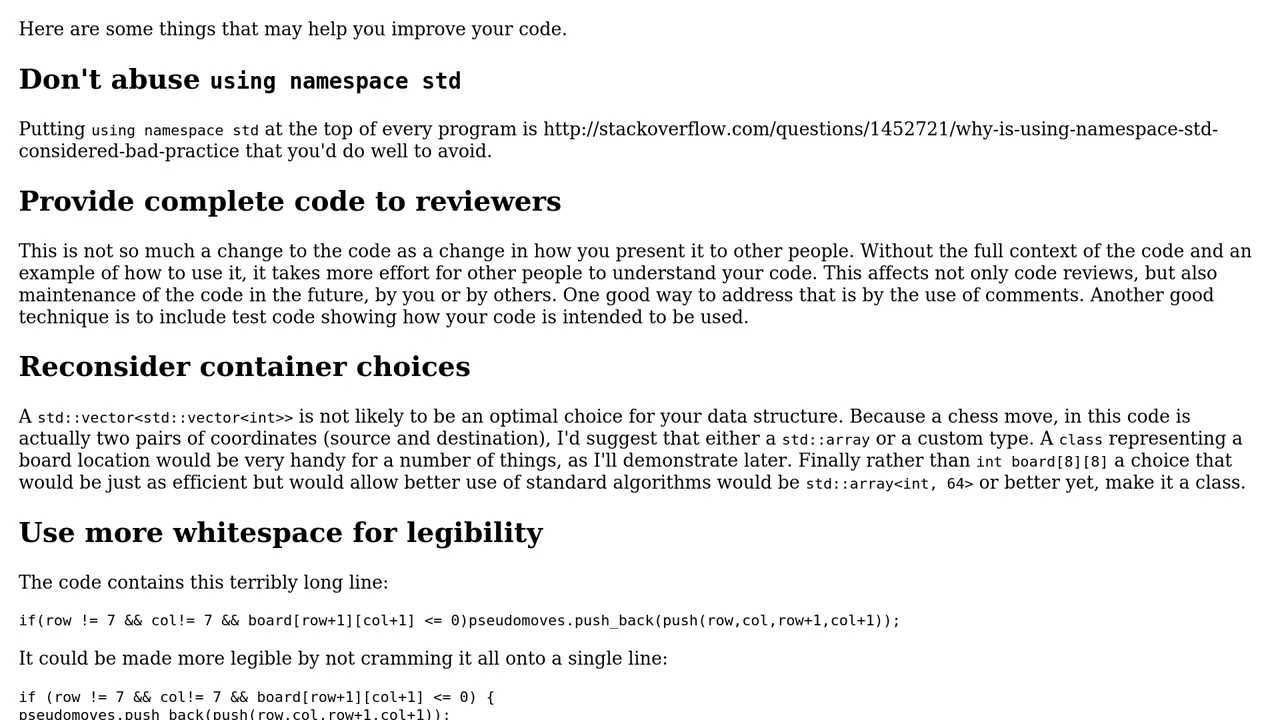 Here are some things that may help you improve your code.
Don't abuse using namespace std
Putting using namespace std at the top of every program is http://stackoverflow.com/questions/1452721/why-is-using-namespace-std-
considered-bad-practice that you'd do well to avoid.
Provide complete code to reviewers
This is not so much a change to the code as a change in how you present it to other people. Without the full context of the code and an
example of how to use it, it takes more effort for other people to understand your code. This affects not only code reviews, but also
maintenance of the code in the future, by you or by others. One good way to address that is by the use of comments. Another good
technique is to include test code showing how your code is intended to be used.
Reconsider container choices
A std::vector<std::vector<int>> is not likely to be an optimal choice for your data structure. Because a chess move, in this code is
actually two pairs of coordinates (source and destination), I'd suggest that either a std::array or a custom type. A class representing a
board location would be very handy for a number of things, as I'll demonstrate later. Finally rather than int board[8][8] a choice that
would be just as efficient but would allow better use of standard algorithms would be std::array<int, 64> or better yet, make it a class.
Use more whitespace for legibility
The code contains this terribly long line:
if(row != 7 && col!= 7 && board[row+1][col+1] <= 0)pseudomoves.push_back(push(row,col,row+1,col+1));
It could be made more legible by not cramming it all onto a single line:
if (row != 7 && col!= 7 && board[row+1][col+1] <= 0) {
pseudomoves.push_back(push(row,col,row+1,col+1));